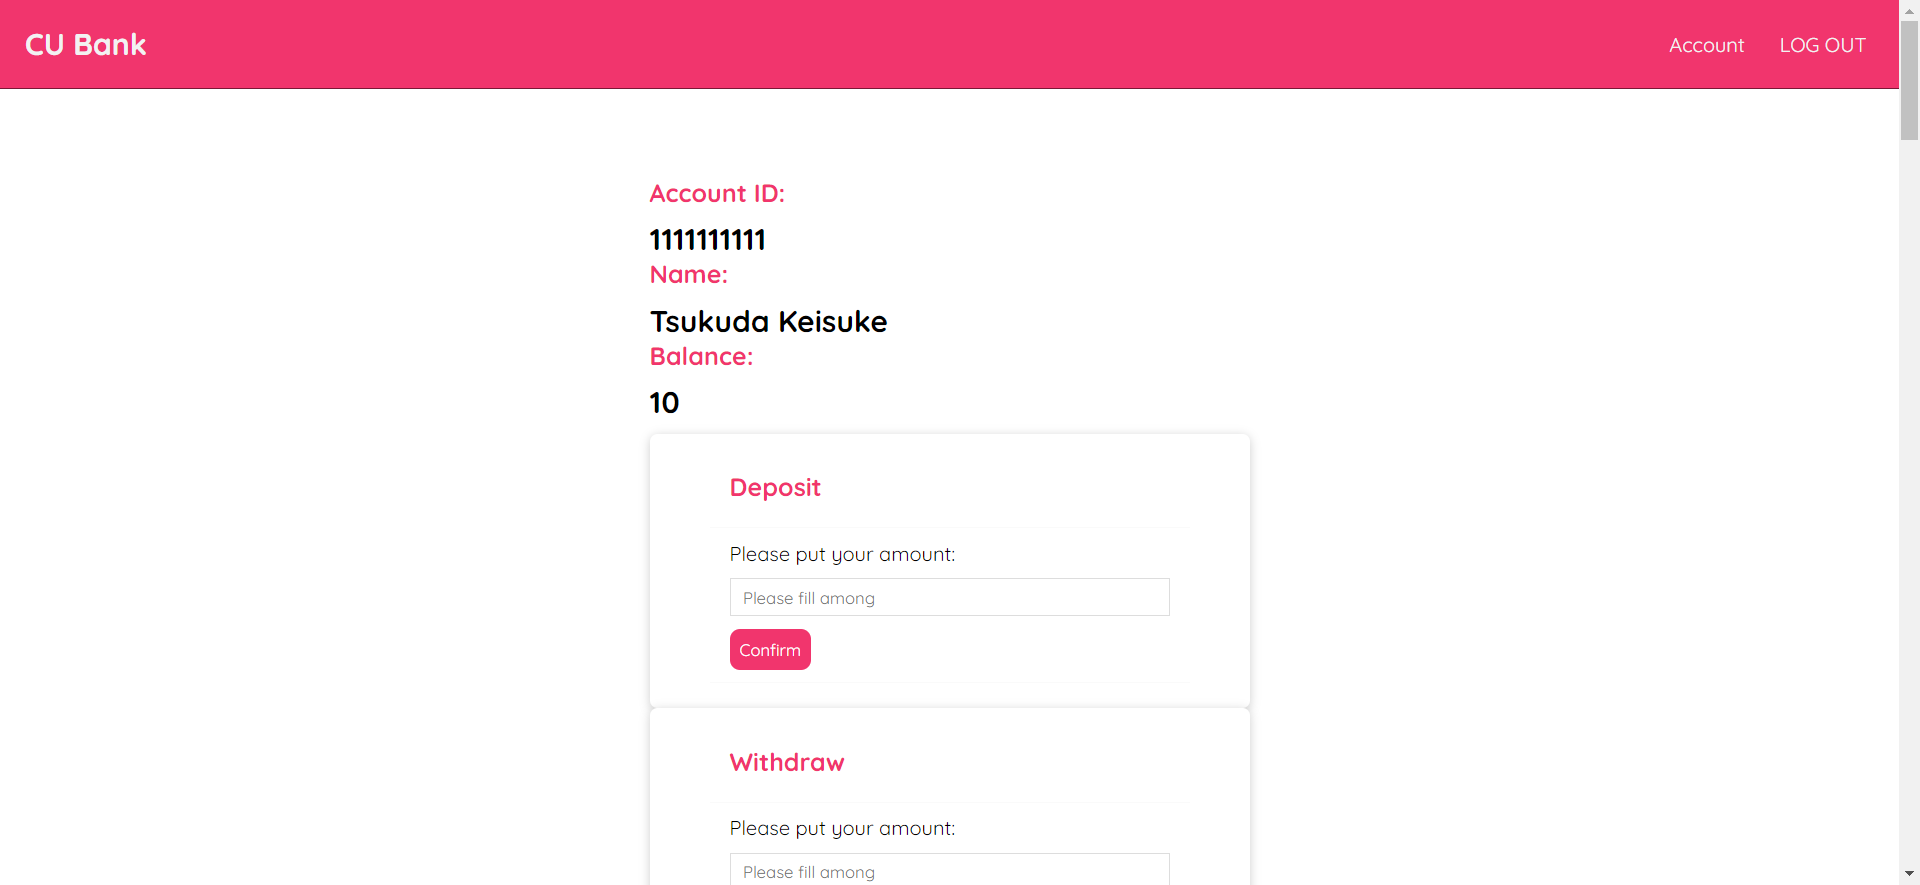 CU Bank
Account
LOG OUT
Account ID:
1111111111
Name:
Tsukuda Keisuke
Balance:
10
Deposit
Please put your amount:
Please fill among
Confirm
Withdraw
Please put your amount:
Please fill among